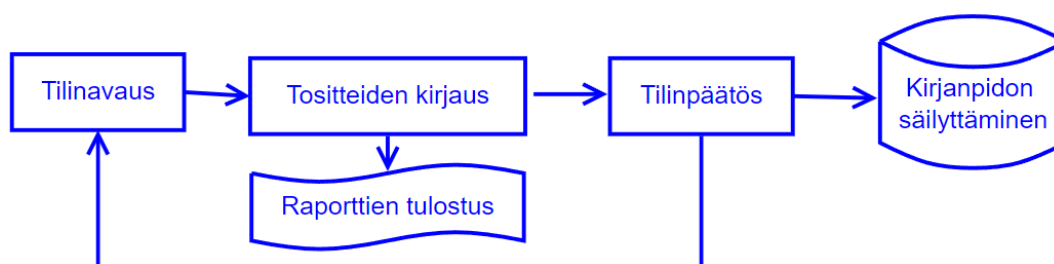 Tilinavaus
Tositteiden kirjaus
Tilinpäätös
Kirjanpidon
säilyttäminen
Raporttien tulostus